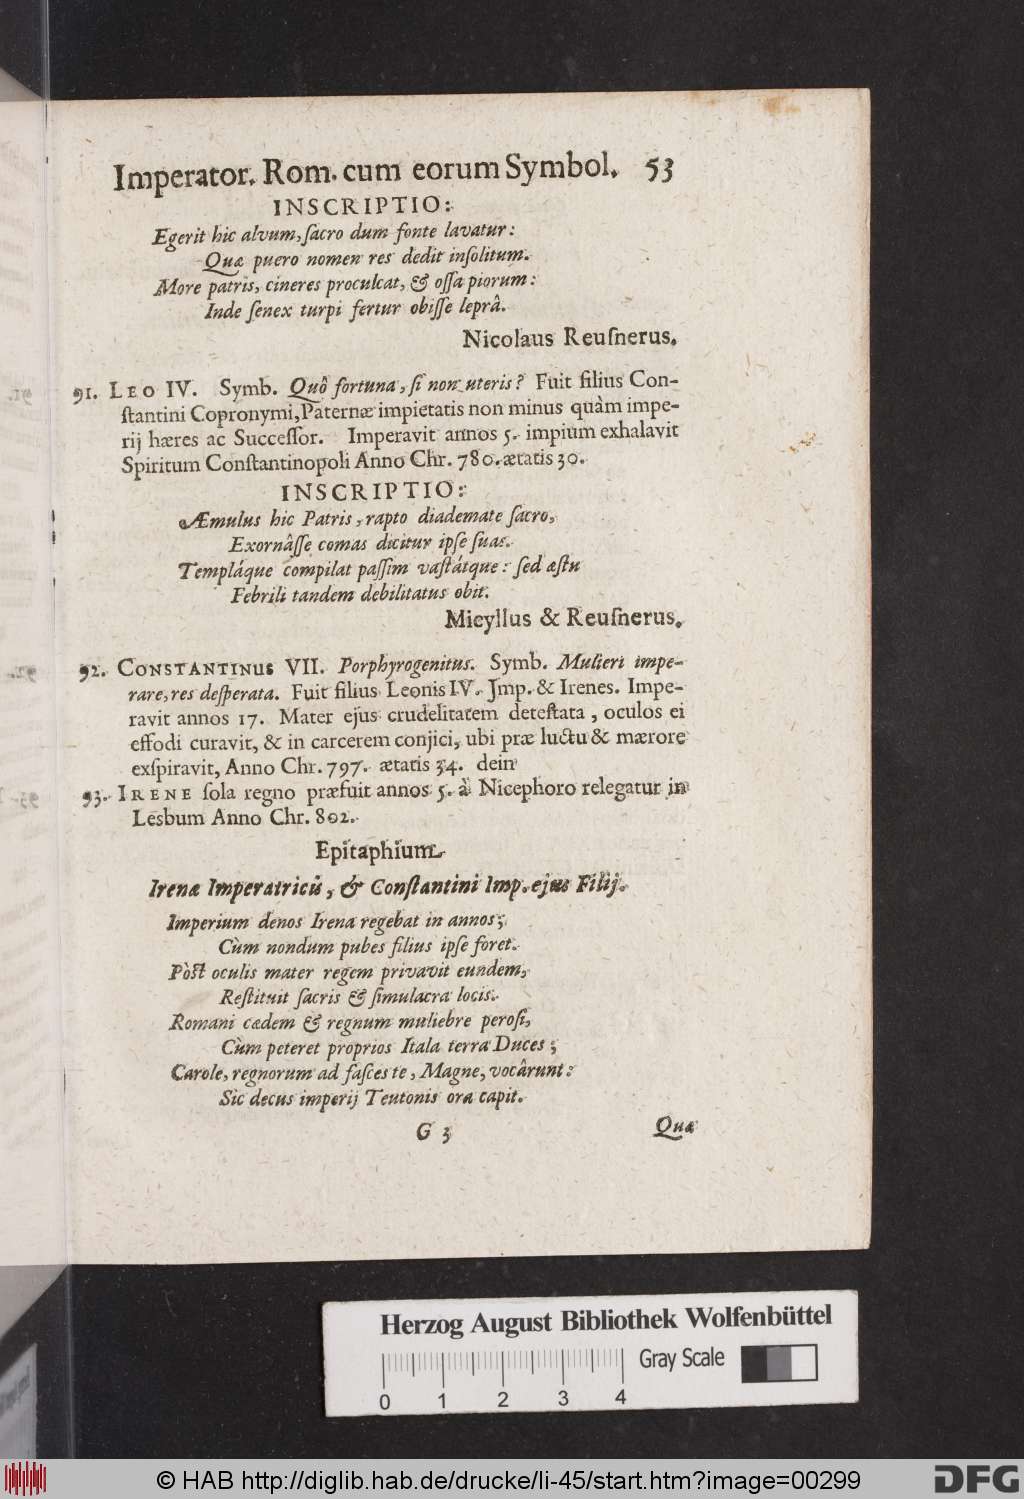 Imperator. Rom. cum eorum Symbol. 53
INSCRIPTIO:
Egerit hic alvum, ſacro dum fonte lavatur:
Quæ puero nomen res dedit inſolitum.
More patris, cineres proculcat, & oſſa piorum:
Inde ſenex turpi fertur obiſſe leprâ.
Nicolaus Reuſnerus.
91. LEO IV. Symb. Quô fortuna, ſi non uteris? Fuit filius Con-
ſtantini Copronymi, Paternæ impietatis non minus quàm impe-
rij hæres ac Succeſſor. Imperavit annos 5. impium exhalavit
Spiritum Conſtantinopoli Anno Chr. 780. ætatis 30.
INSCRIPTIO:
Æmulus hic Patris, rapto diademate ſacro,
Exornâſſe comas dicitur ipſe ſuas.
Templáque compilat paſſim vaſtátque: ſed æſtu
Febrili tandem debilitatus obit.
Micyllus & Reuſnerus.
92. CONSTANTINUS VII. Porphyrogenitus. Symb. Mulieri impe-
rare, res deſperata. Fuit filius Leonis IV. Jmp. & Irenes. Impe-
ravit annos 17. Mater ejus crudelitatem deteſtata, oculos ei
effodi curavit, & in carcerem conjici, ubi præ luctu & mærore
exſpiravit, Anno Chr. 797. ætatis 34. dein
93. IRENE ſola regno præfuit annos 5. à Nicephoro relegatur in
Lesbum Anno Chr. 802.
Epitaphium
Irenæ Imperatricis, & Conſtantini Imp. ejus Filij.
Imperium denos Irena regebat in annos;
Cùm nondum pubes filius ipſe foret.
Pòſt oculis mater regem privavit eundem,
Reſtituit ſacris & ſimulacra locis.
Romani cædem & regnum muliebre peroſi,
Cùm peteret proprios Itala terra Duces;
Carole, regnorum ad faſces te, Magne, vocârunt:
Sic decus imperij Teutonis ora capit.
G 3 Quæ
Herzog August Bibliothek Wolfenbüttel
Gray Scale
0 1 2 3 4
© HAB http://diglib.hab.de/drucke/li-45/start.htm?image=00299
DFG